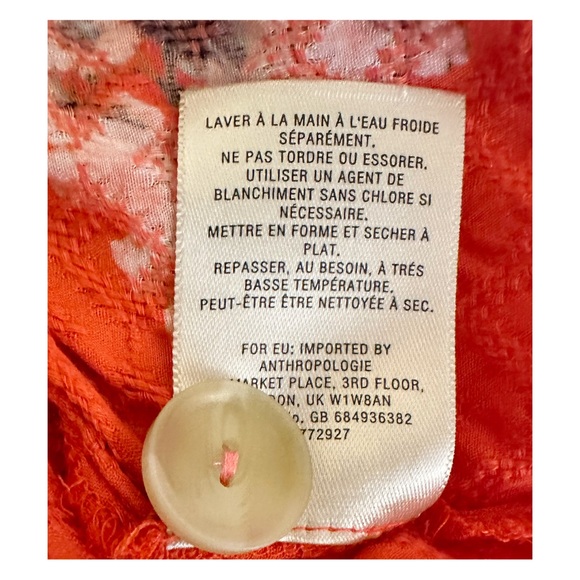 LAVER À LA MAIN À L'EAU FROIDE
SÉPARÉMENT.
NE PAS TORDRE OU ESSORER.
UTILISER UN AGENT DE
BLANCHIMENT SANS CHLORE SI
NÉCESSAIRE.
METTRE EN FORME ET SECHER À
PLAT.
REPASSER, AU BESOIN, À TRÉS
BASSE TEMPÉRATURE.
PEUT-ÊTRE ÊTRE NETTOYÉE À SEC.
FOR EU: IMPORTED BY
ANTHROPOLOGIE
MARKET PLACE, 3RD FLOOR,
UK W1W8AN
GB 684936382
772927